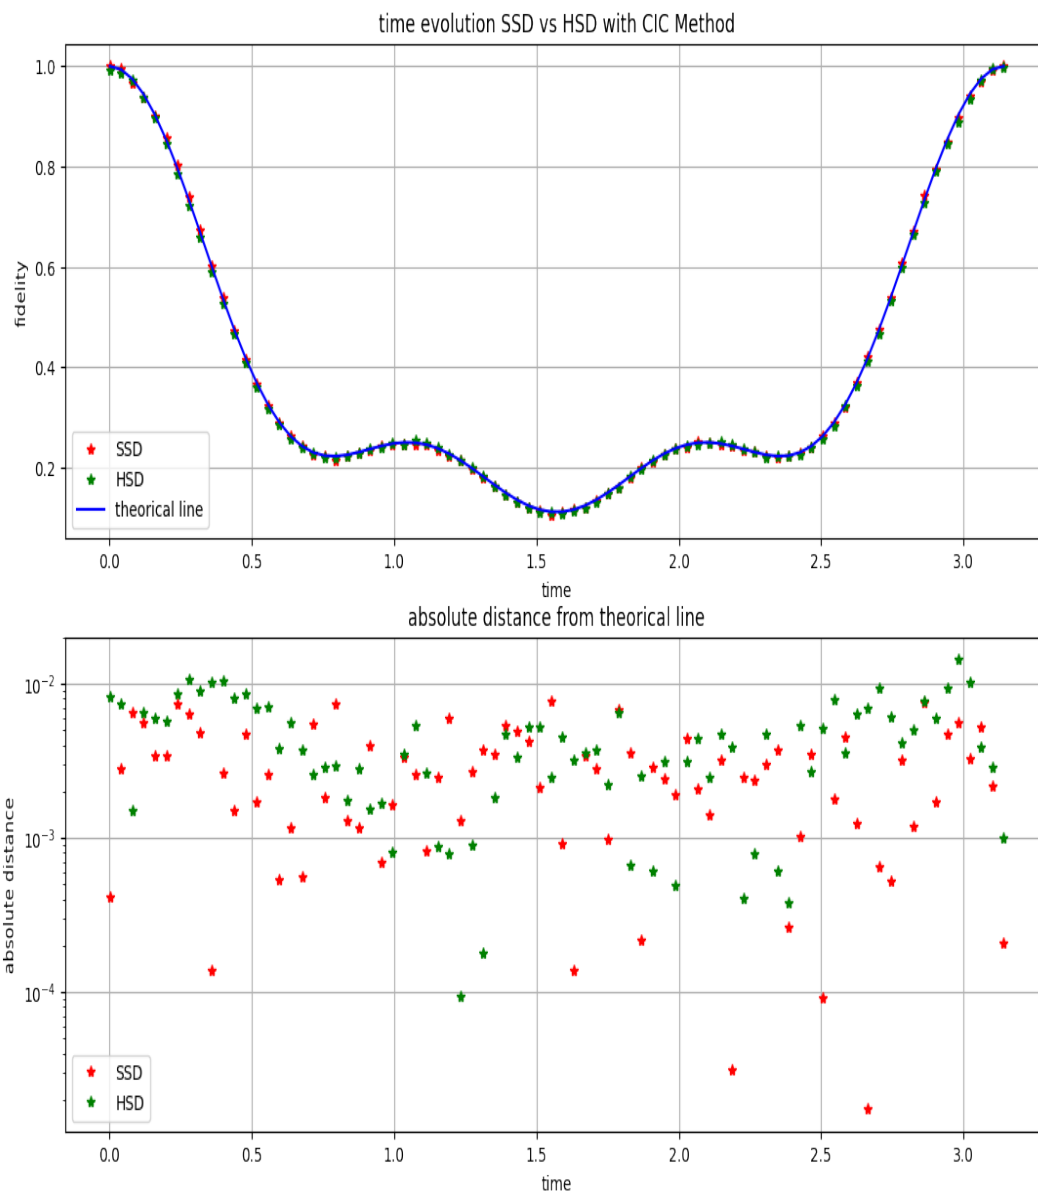 time evolution SSD vs HSD with CIC Method
fidelity
1.0
0.8
0.6
0.4
0.2
SSD
HSD
theorical line
0.0 0.5 1.0 1.5 2.0 2.5 3.0
time
absolute distance from theorical line
absolute distance
10⁻²
10⁻³
10⁻⁴
SSD
HSD
0.0 0.5 1.0 1.5 2.0 2.5 3.0
time